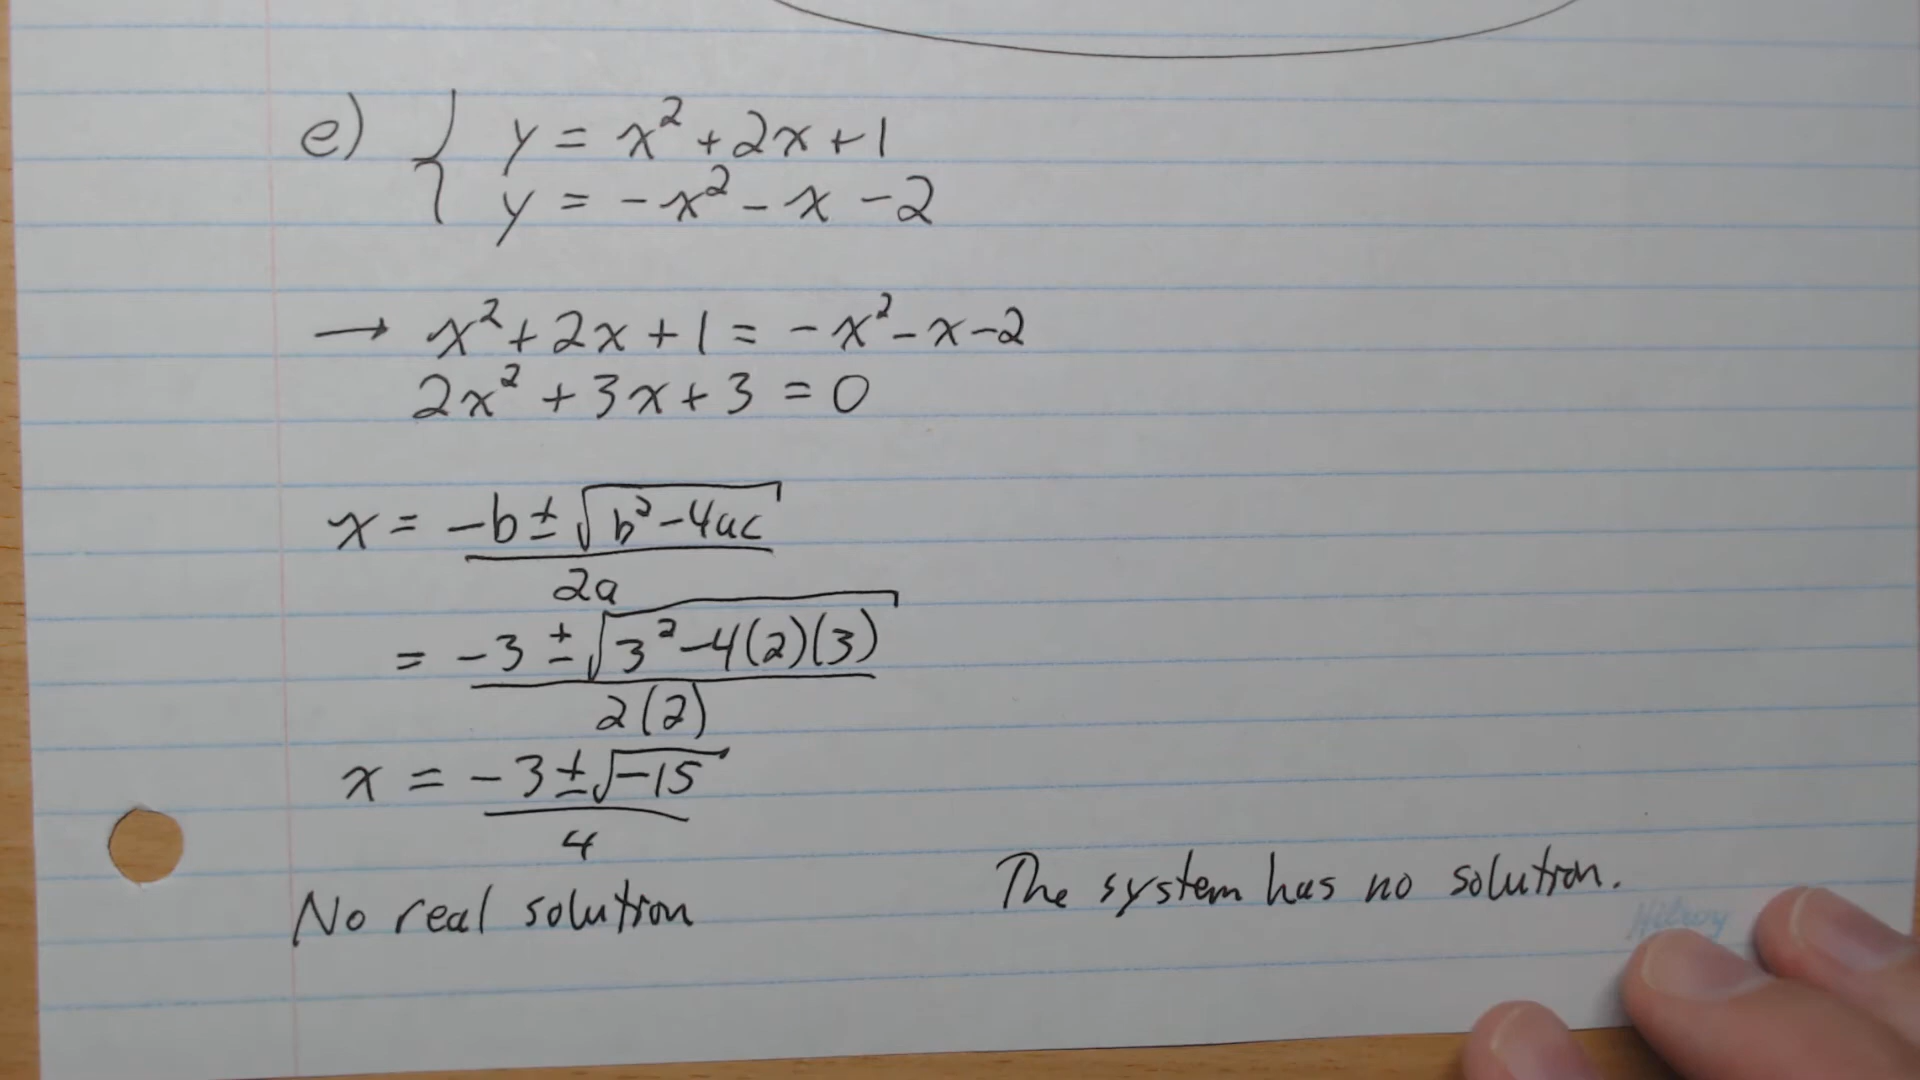 e) { y = x² + 2x + 1
y = -x² - x - 2
→ x² + 2x + 1 = -x² - x - 2
2x² + 3x + 3 = 0
x = -b ± √(b² - 4ac)
2a
= -3 ± √(3² - 4(2)(3))
2(2)
x = -3 ± √(-15)
4
No real solution
The system has no solution.
Hilroy